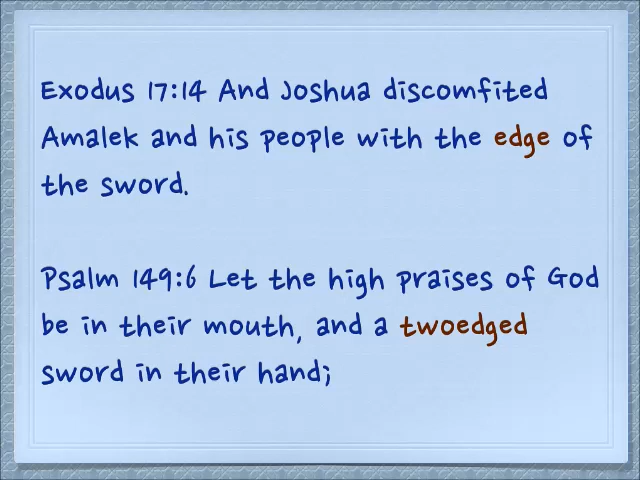 Exodus 17:14 And Joshua discomfited
Amalek and his people with the edge of
the sword.
Psalm 149:6 Let the high praises of God
be in their mouth, and a twoedged
sword in their hand;